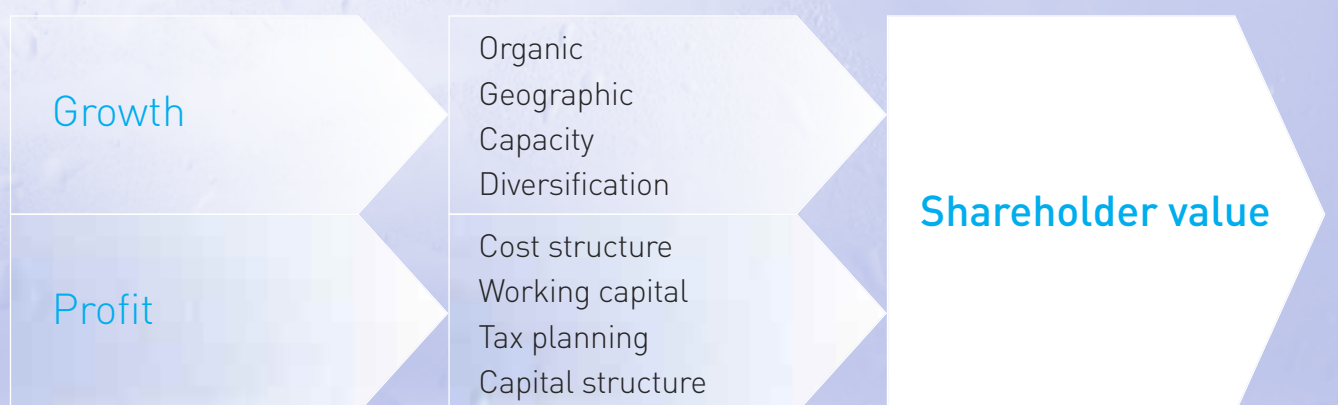 Growth
Organic
Geographic
Capacity
Diversification
Profit
Cost structure
Working capital
Tax planning
Capital structure
Shareholder value